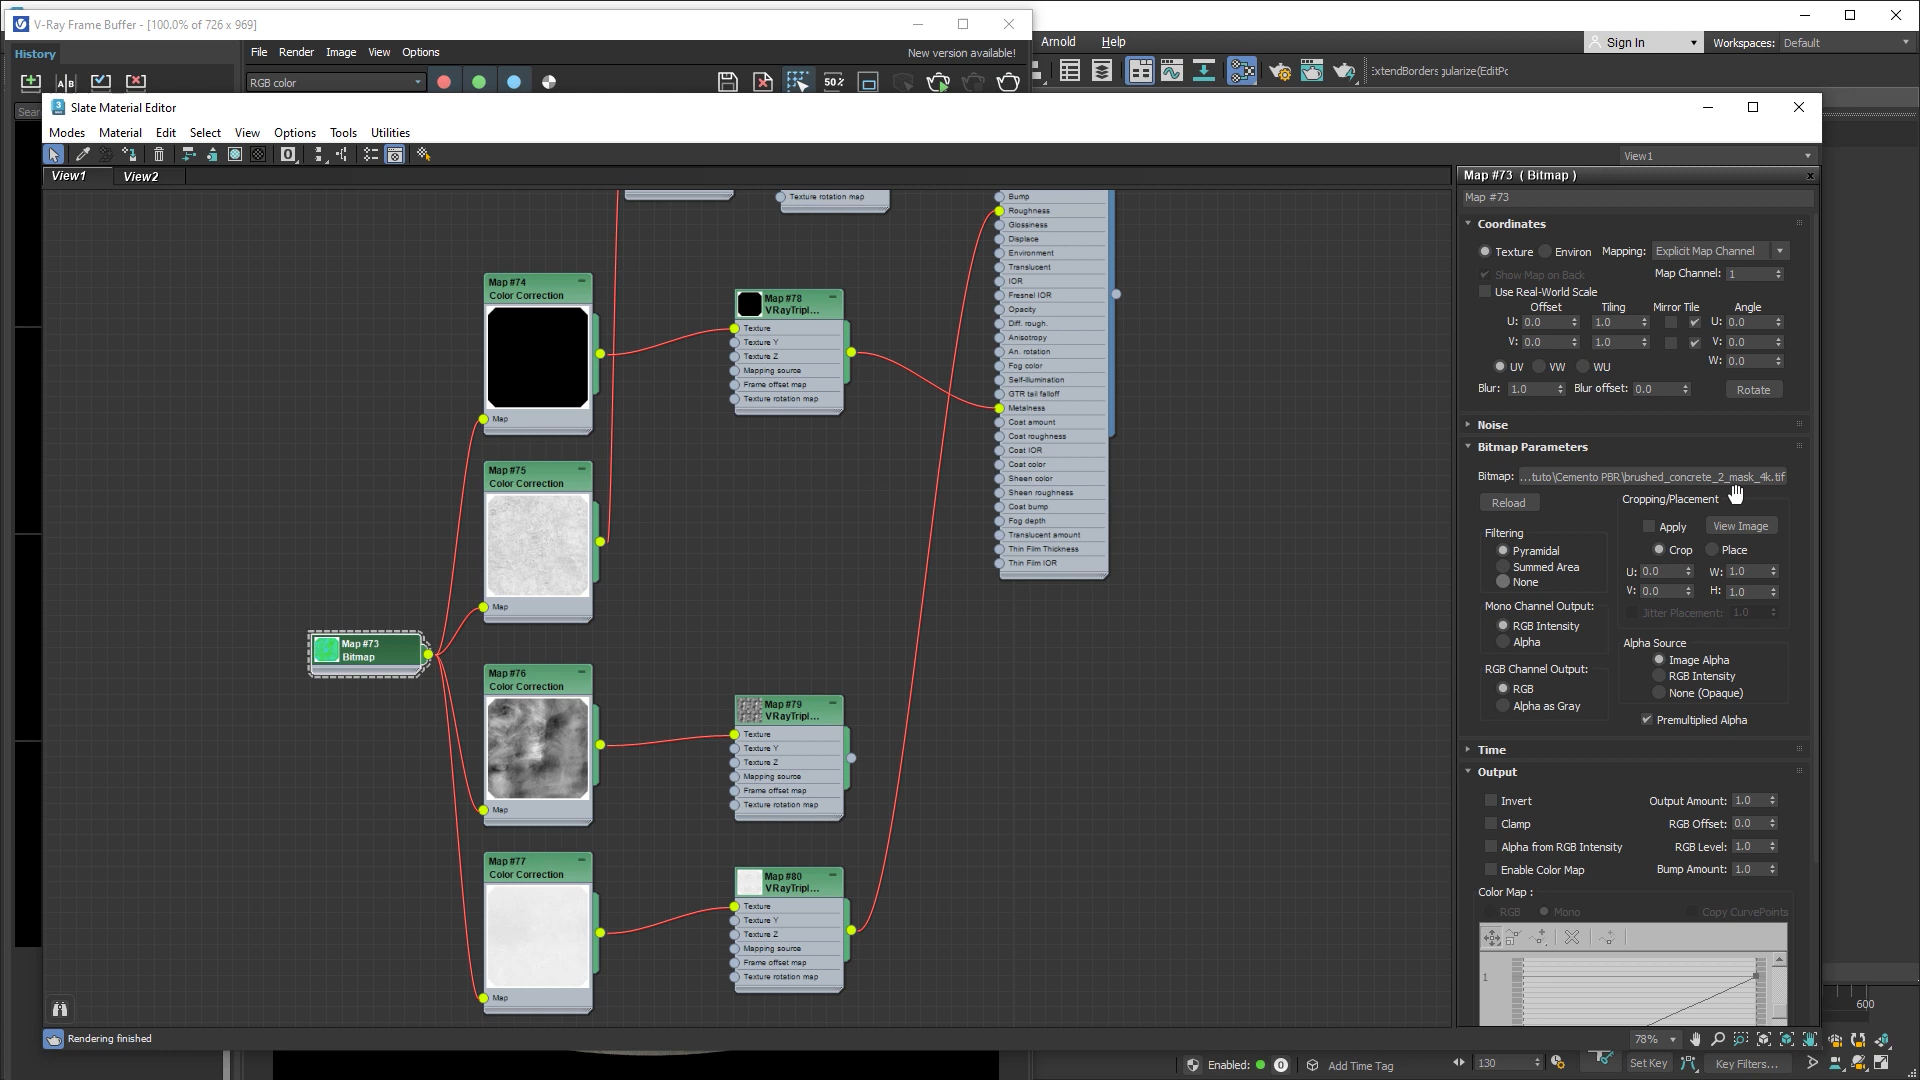 V-Ray Frame Buffer - [100.0% of 726 x 969]
History
File Render Image View Options
New version available!
RGB color
50%
Arnold Help
Sign In
Workspaces: Default
Slate Material Editor
Modes Material Edit Select View Options Tools Utilities
View1
View1 View2
Texture rotation map
Bump
Roughness
Glossiness
Displace
Environment
Translucent
IOR
Fresnel IOR
Opacity
Diff. rough.
Anisotropy
An. rotation
Fog color
Self-Illumination
GTR tail falloff
Metalness
Coat amount
Coat roughness
Coat IOR
Coat color
Sheen color
Sheen roughness
Coat bump
Fog depth
Translucent amount
Thin Film Thickness
Thin Film IOR
Map #74
Color Correction
Map
Map #75
Color Correction
Map
Map #73
Bitmap
Map #76
Color Correction
Map
Map #77
Color Correction
Map
Map #78
VRayTripl...
Texture
Texture Y
Texture Z
Mapping source
Frame offset map
Texture rotation map
Map #79
VRayTripl...
Texture
Texture Y
Texture Z
Mapping source
Frame offset map
Texture rotation map
Map #80
VRayTripl...
Texture
Texture Y
Texture Z
Mapping source
Frame offset map
Texture rotation map
Map #73 ( Bitmap )
Map #73
Coordinates
Texture Environ Mapping: Explicit Map Channel
Show Map on Back Map Channel: 1
Use Real-World Scale
Offset Tiling Mirror Tile Angle
U: 0.0 1.0 U: 0.0
V: 0.0 1.0 V: 0.0
W: 0.0
UV VW WU
Blur: 1.0 Blur offset: 0.0 Rotate
Noise
Bitmap Parameters
Bitmap: ...tuto\Cemento PBR\brushed_concrete_2_mask_4k.tif
Reload
Cropping/Placement
Apply View Image
Crop Place
U: 0.0 W: 1.0
V: 0.0 H: 1.0
Jitter Placement: 1.0
Filtering
Pyramidal
Summed Area
None
Mono Channel Output:
RGB Intensity
Alpha
RGB Channel Output:
RGB
Alpha as Gray
Alpha Source
Image Alpha
RGB Intensity
None (Opaque)
Premultiplied Alpha
Time
Output
Invert Output Amount: 1.0
Clamp RGB Offset: 0.0
Alpha from RGB Intensity RGB Level: 1.0
Enable Color Map Bump Amount: 1.0
Color Map :
RGB Mono Copy CurvePoints
1
600
Rendering finished
78%
Enabled: 0 Add Time Tag
130 Set Key Key Filters...